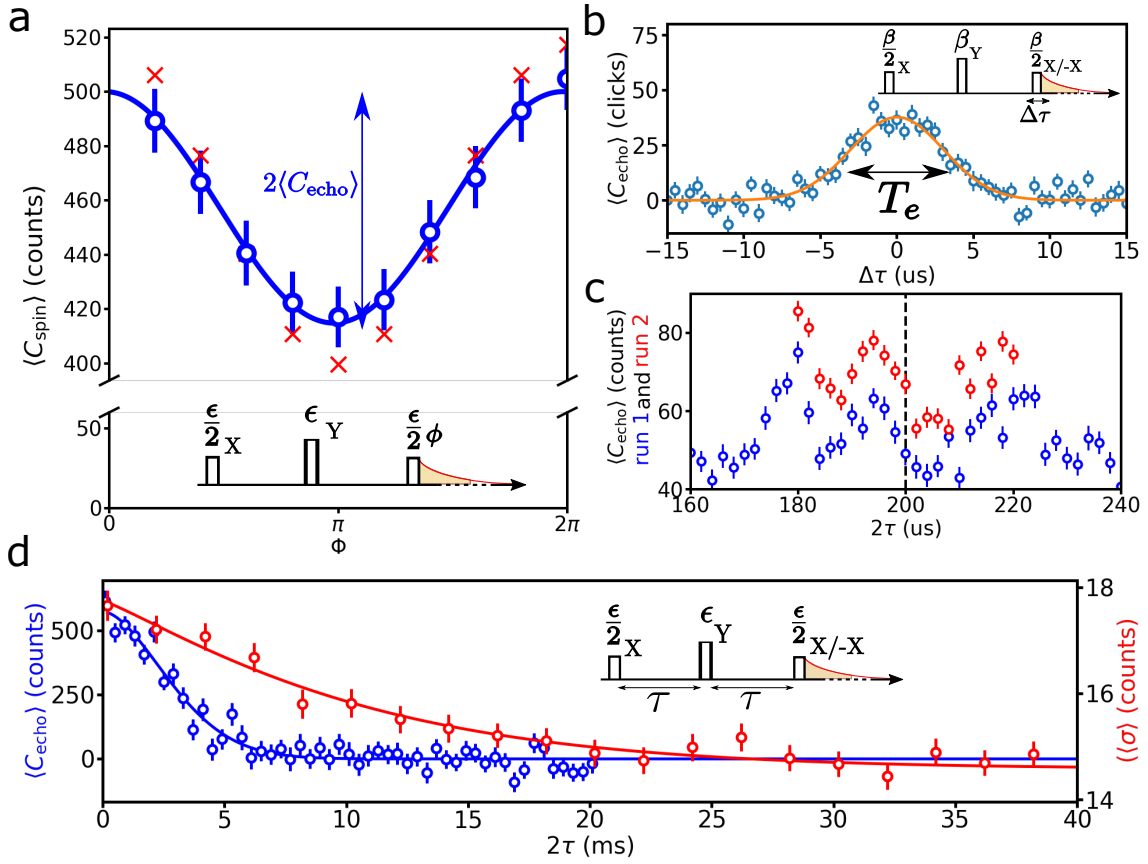 a
520
500
480
460
440
420
400
50
0
⟨C_spin⟩ (counts)
2⟨C_echo⟩
ϵ/2 X
ϵ Y
ϵ/2 ϕ
0
π
2π
Φ
b
75
50
25
0
⟨C_echo⟩ (clicks)
β/2 X
β Y
β/2 X/-X
Δτ
T_e
−15
−10
−5
0
5
10
15
Δτ (us)
c
80
60
40
⟨C_echo⟩ (counts)
run 1 and run 2
160
180
200
220
240
2τ (us)
d
500
250
0
⟨C_echo⟩ (counts)
ϵ/2 X
ϵ Y
ϵ/2 X/-X
τ
τ
18
16
14
⟨⟨σ⟩ (counts)
0
5
10
15
20
25
30
35
40
2τ (ms)